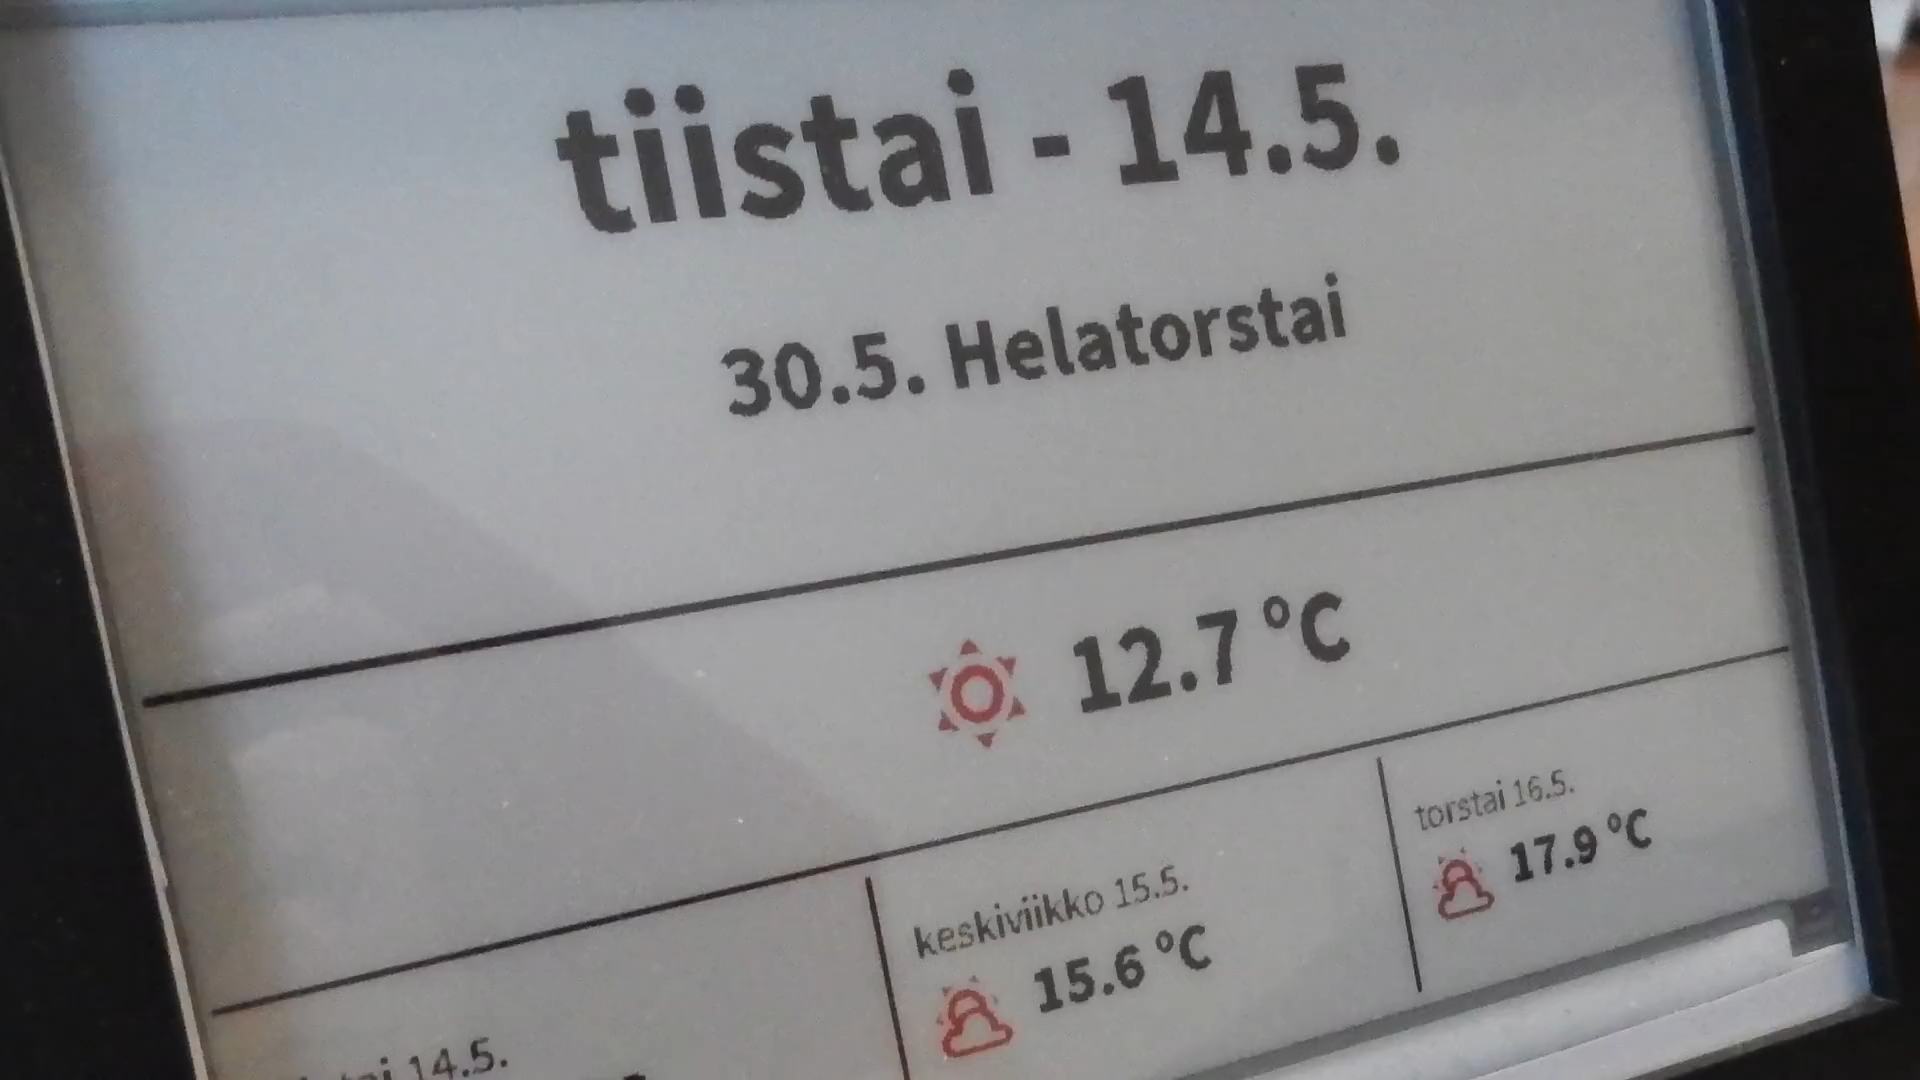 tiistai - 14.5.
30.5. Helatorstai
12.7 °C
torstai 16.5.
17.9 °C
keskiviikko 15.5.
15.6 °C
14.5.